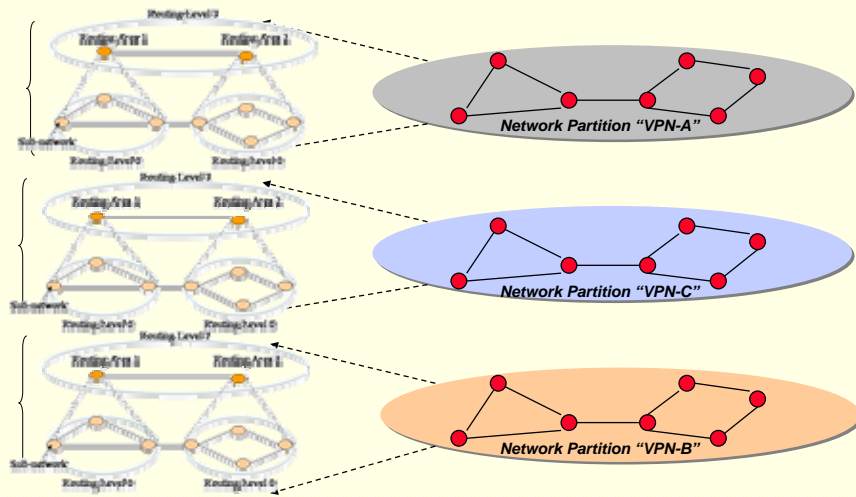 Routing Level 1
Routing Area 1 Routing Area 2
Network Partition “VPN-A”
Sub-network
Routing Level 0 Routing Level 0
Routing Level 1
Routing Area 1 Routing Area 2
Network Partition “VPN-C”
Sub-network
Routing Level 0 Routing Level 0
Routing Level 1
Routing Area 1 Routing Area 2
Network Partition “VPN-B”
Sub-network
Routing Level 0 Routing Level 0